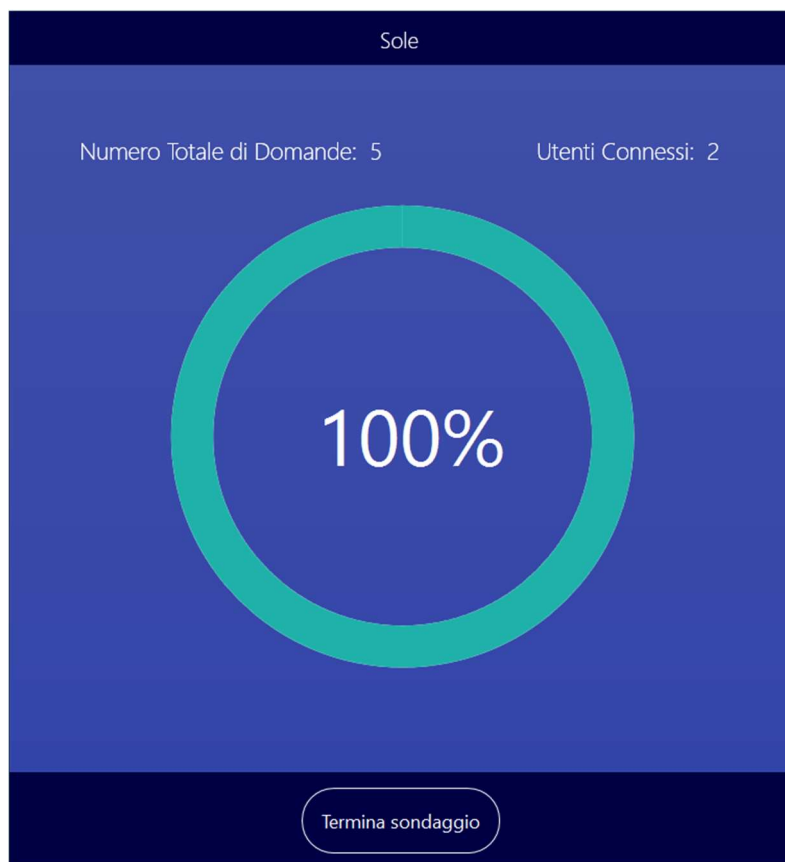 Sole
Numero Totale di Domande: 5 Utenti Connessi: 2
100%
Termina sondaggio